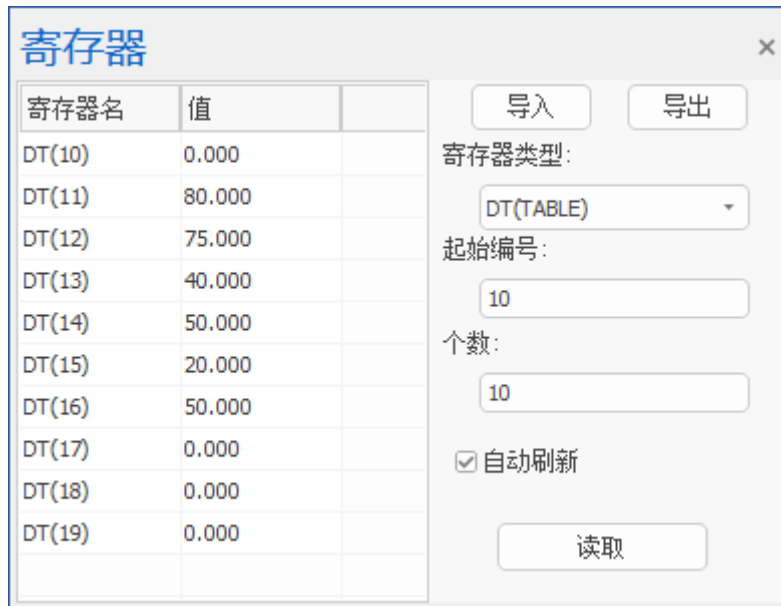 寄存器
寄存器名 值
DT(10) 0.000
DT(11) 80.000
DT(12) 75.000
DT(13) 40.000
DT(14) 50.000
DT(15) 20.000
DT(16) 50.000
DT(17) 0.000
DT(18) 0.000
DT(19) 0.000
导入 导出
寄存器类型:
DT(TABLE)
起始编号:
10
个数:
10
自动刷新
读取